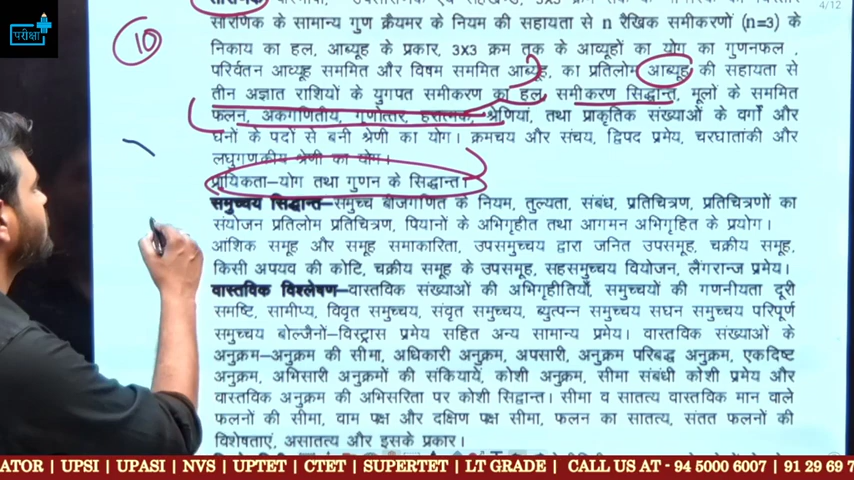 परीक्षा
4/12
10
सारणिक के सामान्य गुण क्रैयमर के नियम की सहायता से n रैखिक समीकरणों (n=3) के
निकाय का हल, आब्यूह के प्रकार, 3x3 क्रम तक के आव्यूहों का योग का गुणनफल ,
परिर्वतन आव्यूह सममित और विषम सममित आब्यूह, का प्रतिलोम आब्यूह की सहायता से
तीन अज्ञात राशियों के युगपत समीकरण का हल, समीकरण सिद्धान्त, मूलों के सममित
फलन, अकगणितीय, गुणोत्तर, हरात्मक, श्रेणियां, तथा प्राकृतिक संख्याओं के वर्गों और
घनों के पदों से बनी श्रेणी का योग। क्रमचय और संचय, द्विपद प्रमेय, चरघातांकी और
लघुगणकीय श्रेणी का योग।
प्रायिकता–योग तथा गुणन के सिद्धान्त।
समुच्चय सिद्धान्त–समुच्च बीजगणित के नियम, तुल्यता, संबंध, प्रतिचित्रण, प्रतिचित्रणों का
संयोजन प्रतिलोम प्रतिचित्रण, पियानों के अभिगृहीत तथा आगमन अभिगृहित के प्रयोग।
आंशिक समूह और समूह समाकारिता, उपसमुच्चय द्वारा जनित उपसमूह, चक्रीय समूह,
किसी अपयव की कोटि, चक्रीय समूह के उपसमूह, सहसमुच्चय वियोजन, लैंगरान्ज प्रमेय।
वास्तविक विश्लेषण–वास्तविक संख्याओं की अभिगृहीतियाँ, समुच्चयों की गणनीयता दूरी
समष्टि, सामीप्य, विवृत समुच्चय, संवृत समुच्चय, ब्युत्पन्न समुच्चय सघन समुच्चय परिपूर्ण
समुच्चय बोल्जैनों–विस्ट्रास प्रमेय सहित अन्य सामान्य प्रमेय। वास्तविक संख्याओं के
अनुक्रम–अनुक्रम की सीमा, अधिकारी अनुक्रम, अपसारी, अनुक्रम परिबद्ध अनुक्रम, एकदिष्ट
अनुक्रम, अभिसारी अनुक्रमों की संकियायें, कोशी अनुक्रम, सीमा संबंधी कोशी प्रमेय और
वास्तविक अनुक्रम की अभिसरिता पर कोशी सिद्वान्त। सीमा व सातत्य वास्तविक मान वाले
फलनों की सीमा, वाम पक्ष और दक्षिण पक्ष सीमा, फलन का सातत्य, संतत फलनों की
विशेषताएं, असातत्य और इसके प्रकार।
ATOR | UPSI | UPASI | NVS | UPTET | CTET | SUPERTET | LT GRADE | CALL US AT - 94 5000 6007 | 91 29 69 7